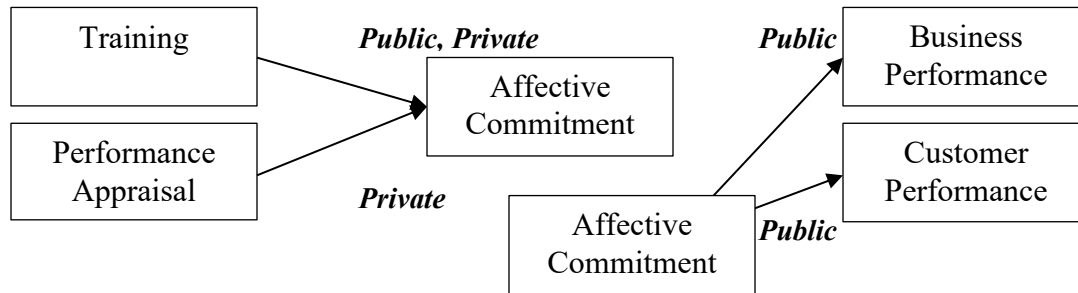 Training
Public, Private
Public
Business
Performance
Affective
Commitment
Performance
Appraisal
Customer
Performance
Private
Affective
Commitment
Public